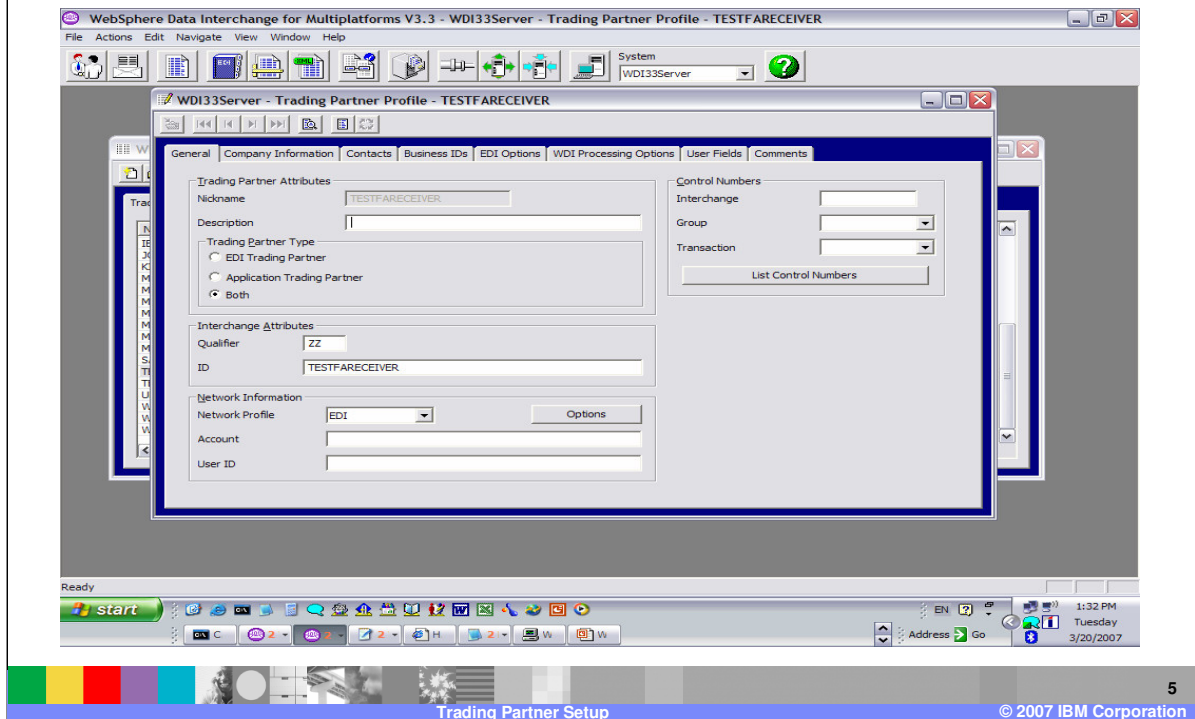 WebSphere Data Interchange for Multiplatforms V3.3 - WDI33Server - Trading Partner Profile - TESTFARECEIVER
File Actions Edit Navigate View Window Help
System
WDI33Server
WDI33Server - Trading Partner Profile - TESTFARECEIVER
General Company Information Contacts Business IDs EDI Options WDI Processing Options User Fields Comments
Trading Partner Attributes
Nickname TESTFARECEIVER
Description
Trading Partner Type
EDI Trading Partner
Application Trading Partner
Both
Interchange Attributes
Qualifier ZZ
ID TESTFARECEIVER
Network Information
Network Profile EDI Options
Account
User ID
Control Numbers
Interchange
Group
Transaction
List Control Numbers
Ready
start
EN
1:32 PM
Tuesday
3/20/2007
Address Go
5
Trading Partner Setup
© 2007 IBM Corporation